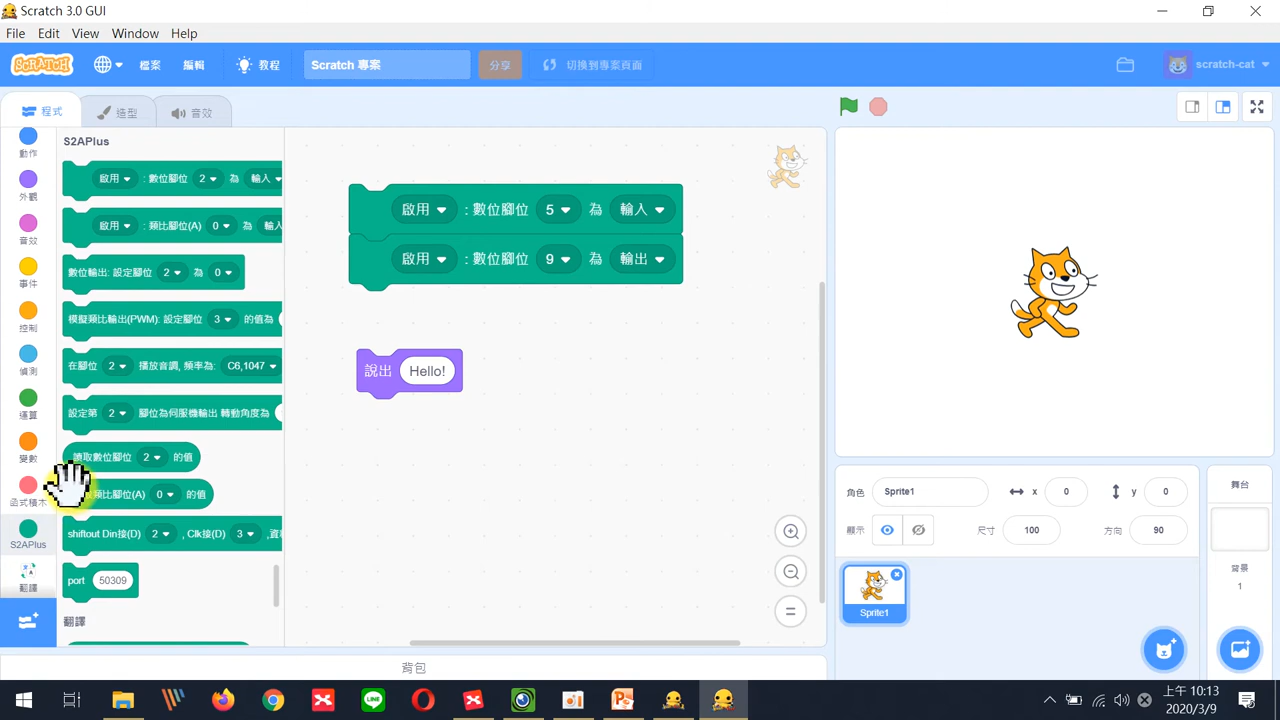 Scratch 3.0 GUI
File Edit View Window Help
SCRATCH 檔案 編輯 教程 Scratch 專案 分享 切換到專案頁面 scratch-cat
程式 造型 音效
動作
外觀
音效
事件
控制
偵測
運算
變數
函式積木
S2APlus
翻譯
S2APlus
啟用 : 數位腳位 2 為 輸入
啟用 : 類比腳位(A) 0 為 輸入
數位輸出: 設定腳位 2 為 0
模擬類比輸出(PWM): 設定腳位 3 的值為
在腳位 2 播放音調, 頻率為: C6,1047
設定第 2 腳位為伺服機輸出 轉動角度為
讀取數位腳位 2 的值
類比腳位(A) 0 的值
shiftout Din接(D) 2 , Clk接(D) 3
port 50309
翻譯
啟用 : 數位腳位 5 為 輸入
啟用 : 數位腳位 9 為 輸出
說出 Hello!
背包
角色 Sprite1 x 0 y 0
顯示 尺寸 100 方向 90
Sprite1
舞台
背景
1
上午 10:13
2020/3/9